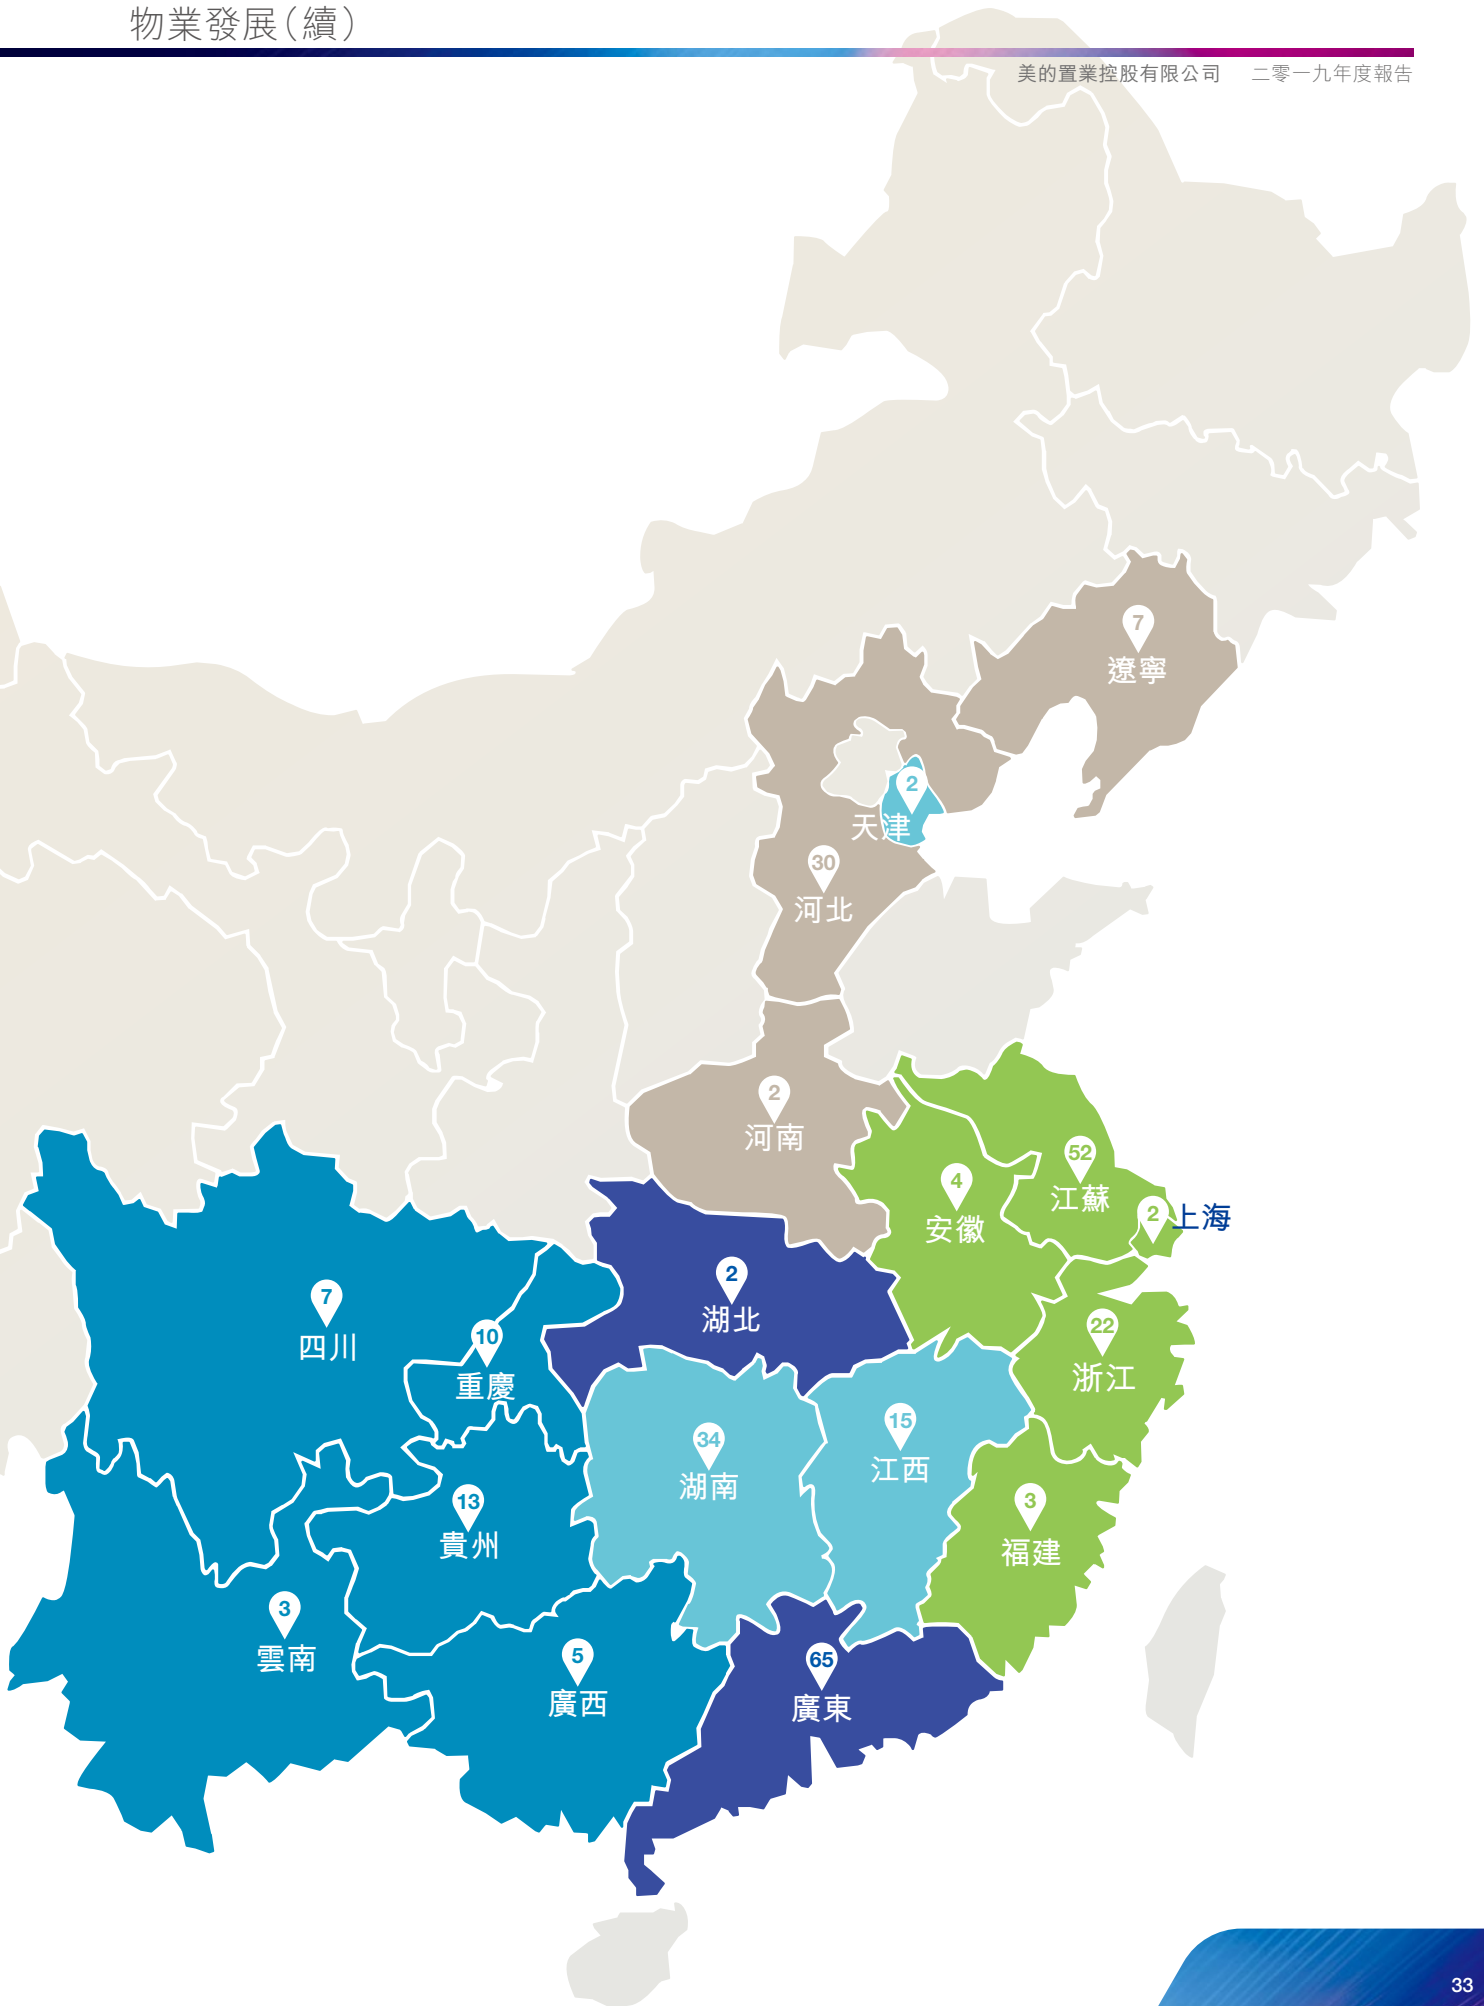 物業發展（續）
美的置業控股有限公司 二零一九年度報告
7
遼寧
2
天津
30
河北
2
河南
52
江蘇
4
安徽
2
上海
2
湖北
7
四川
10
重慶
22
浙江
34
湖南
15
江西
13
貴州
3
福建
3
雲南
5
廣西
65
廣東
33